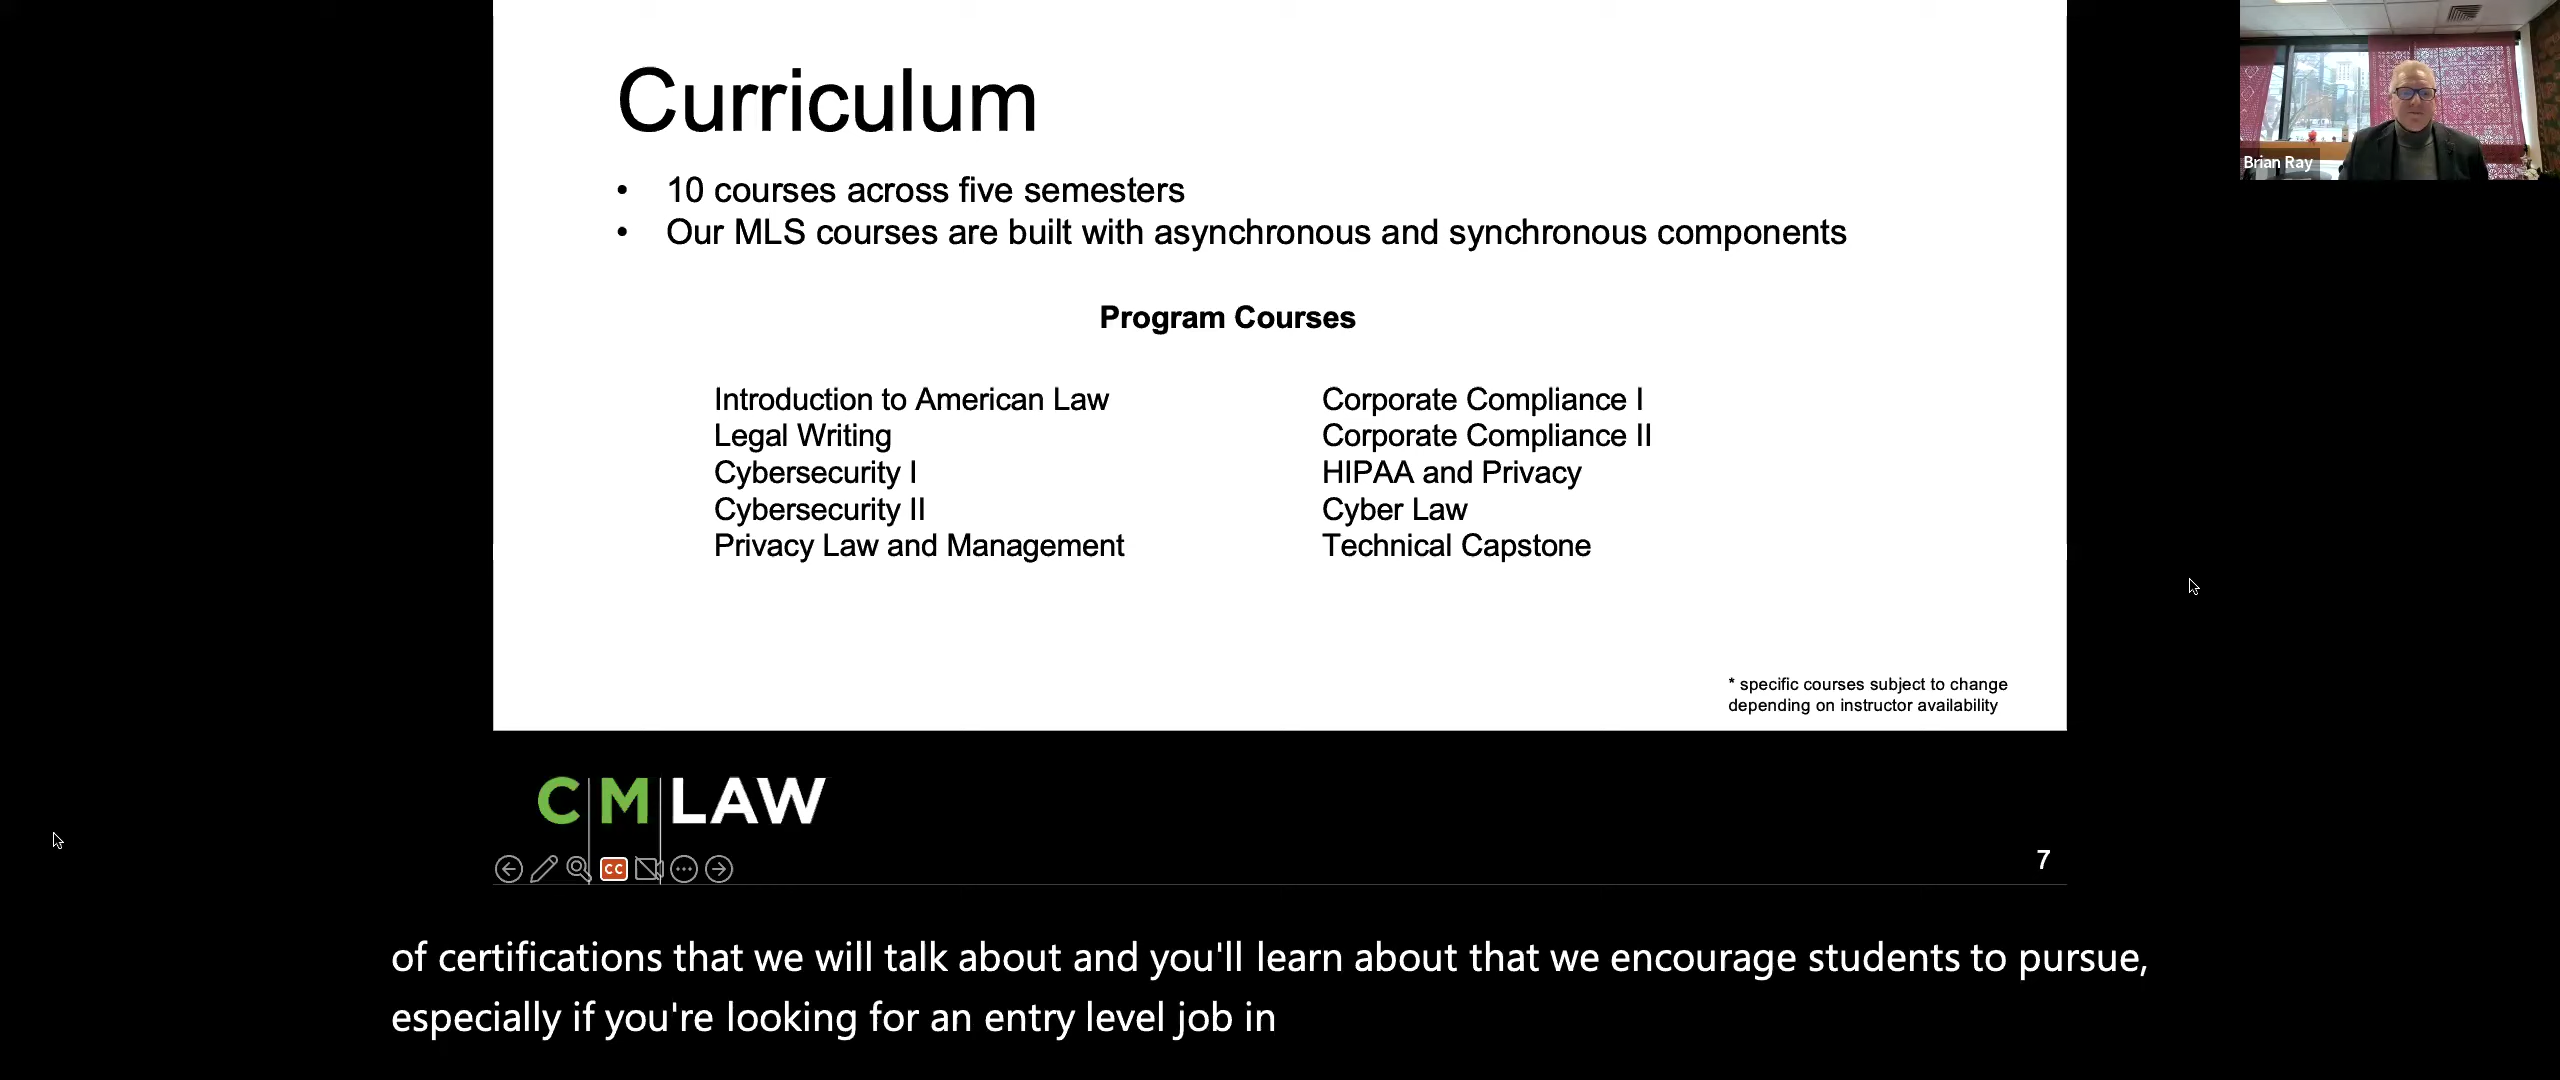 Curriculum
• 10 courses across five semesters
• Our MLS courses are built with asynchronous and synchronous components
Program Courses
Introduction to American Law
Legal Writing
Cybersecurity I
Cybersecurity II
Privacy Law and Management
Corporate Compliance I
Corporate Compliance II
HIPAA and Privacy
Cyber Law
Technical Capstone
* specific courses subject to change
depending on instructor availability
Brian Ray
C|M|LAW
CC
7
of certifications that we will talk about and you'll learn about that we encourage students to pursue,
especially if you're looking for an entry level job in